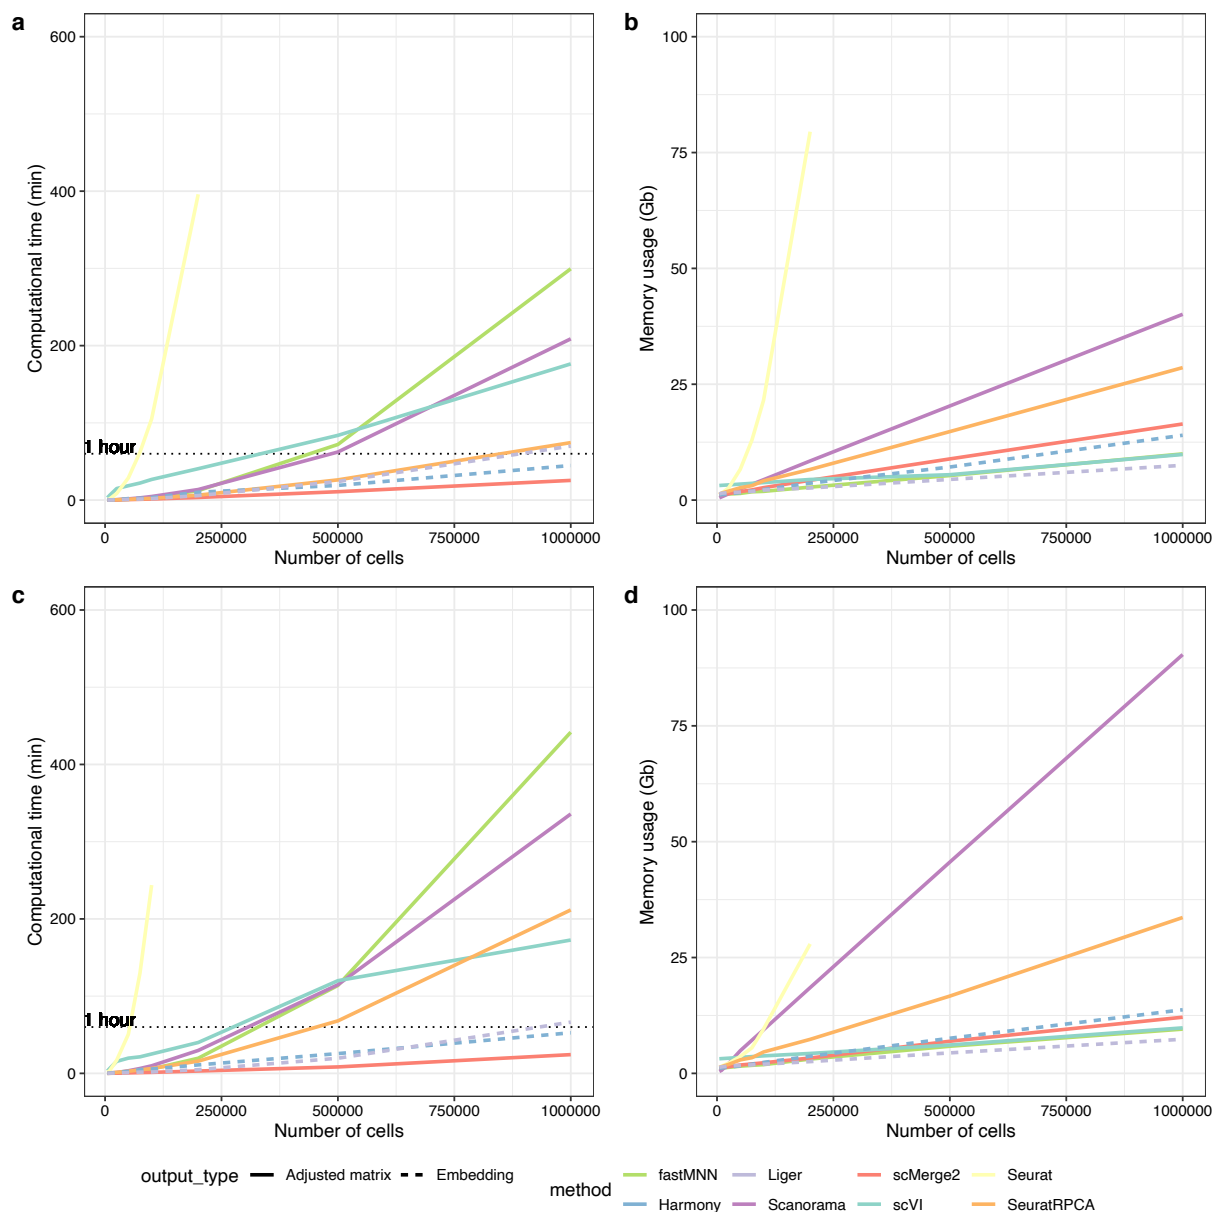 a
600
400
200
0
Computational time (min)
1 hour
0 250000 500000 750000 1000000
Number of cells
b
100
75
50
25
0
Memory usage (Gb)
0 250000 500000 750000 1000000
Number of cells
c
600
400
200
0
Computational time (min)
1 hour
0 250000 500000 750000 1000000
Number of cells
d
100
75
50
25
0
Memory usage (Gb)
0 250000 500000 750000 1000000
Number of cells
output_type Adjusted matrix Embedding
method
fastMNN Liger scMerge2 Seurat
Harmony Scanorama scVI SeuratRPCA